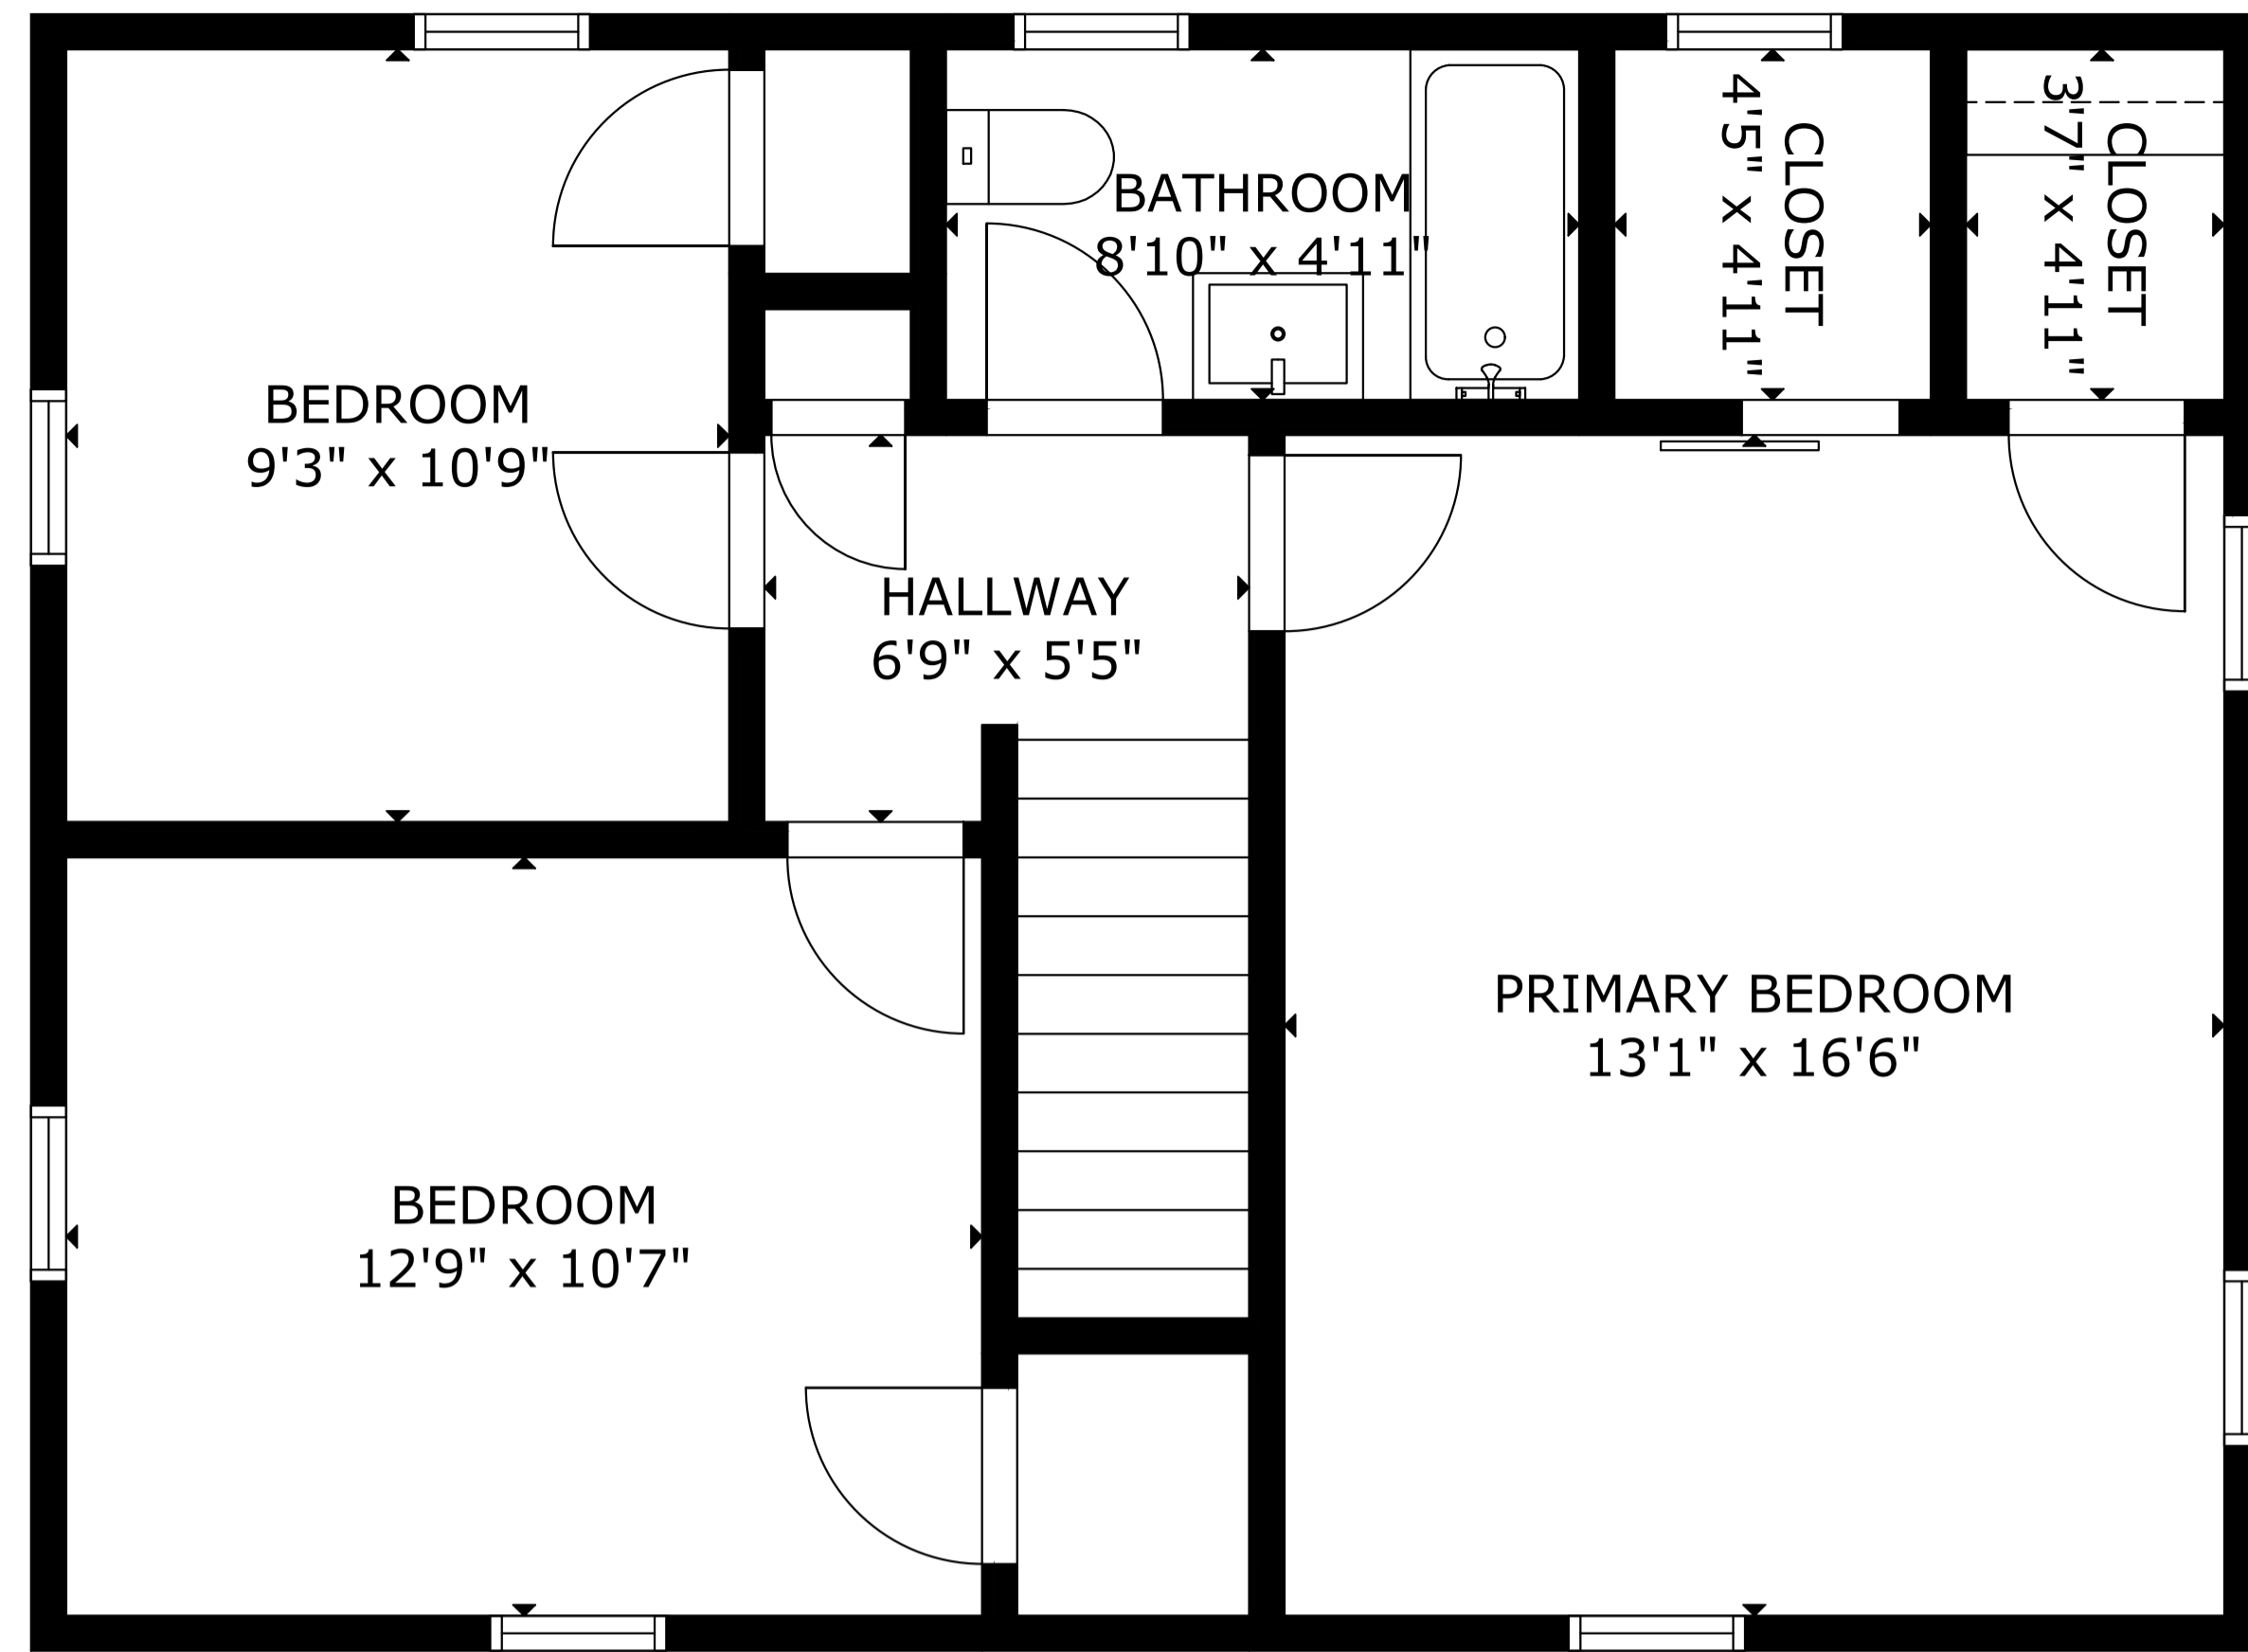 BATHROOM
8'10" x 4'11"
CLOSET
4'5" x 4'11"
CLOSET
3'7" x 4'11"
BEDROOM
9'3" x 10'9"
HALLWAY
6'9" x 5'5"
PRIMARY BEDROOM
13'1" x 16'6"
BEDROOM
12'9" x 10'7"